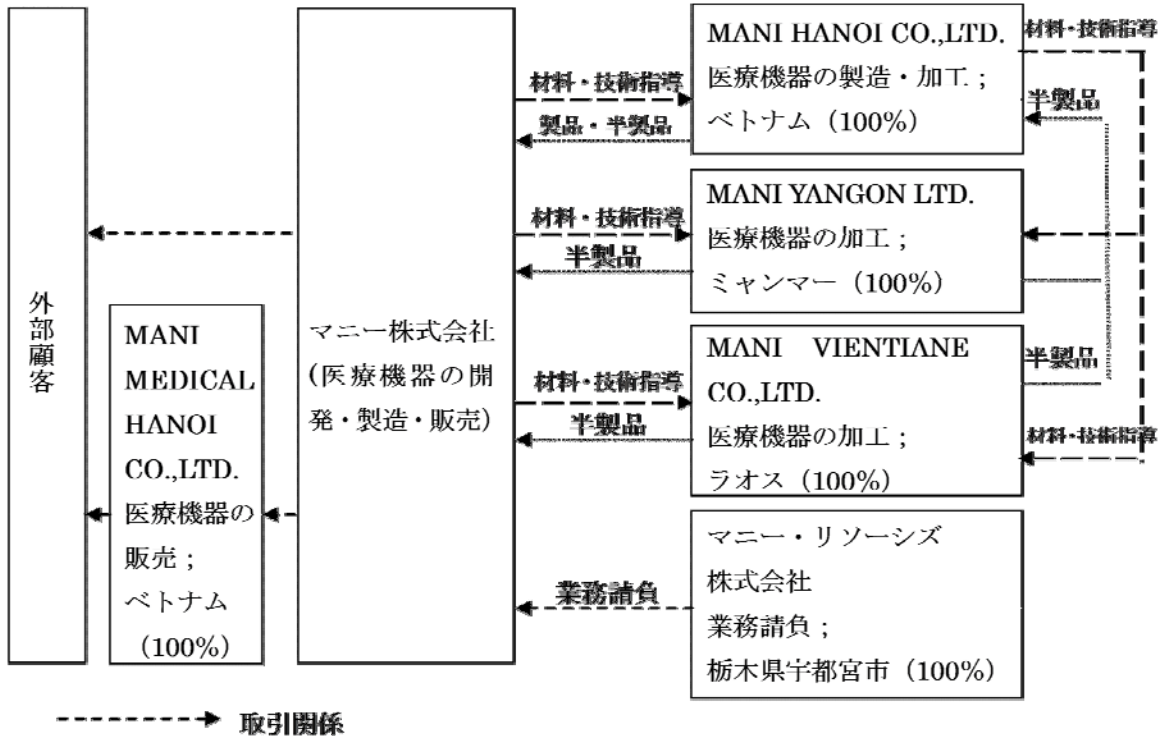 外部顧客
MANI
MEDICAL
HANOI
CO.,LTD.
医療機器の
販売；
ベトナム
（100％）
マニー株式会社
(医療機器の開
発・製造・販売)
材料・技術指導
製品・半製品
材料・技術指導
半製品
材料・技術指導
半製品
業務請負
MANI HANOI CO.,LTD.
医療機器の製造・加工；
ベトナム（100％）
MANI YANGON LTD.
医療機器の加工；
ミャンマー（100％）
MANI VIENTIANE
CO.,LTD.
医療機器の加工；
ラオス（100％）
マニー・リソーシズ
株式会社
業務請負；
栃木県宇都宮市（100％）
材料・技術指導
半製品
半製品
材料・技術指導
取引関係